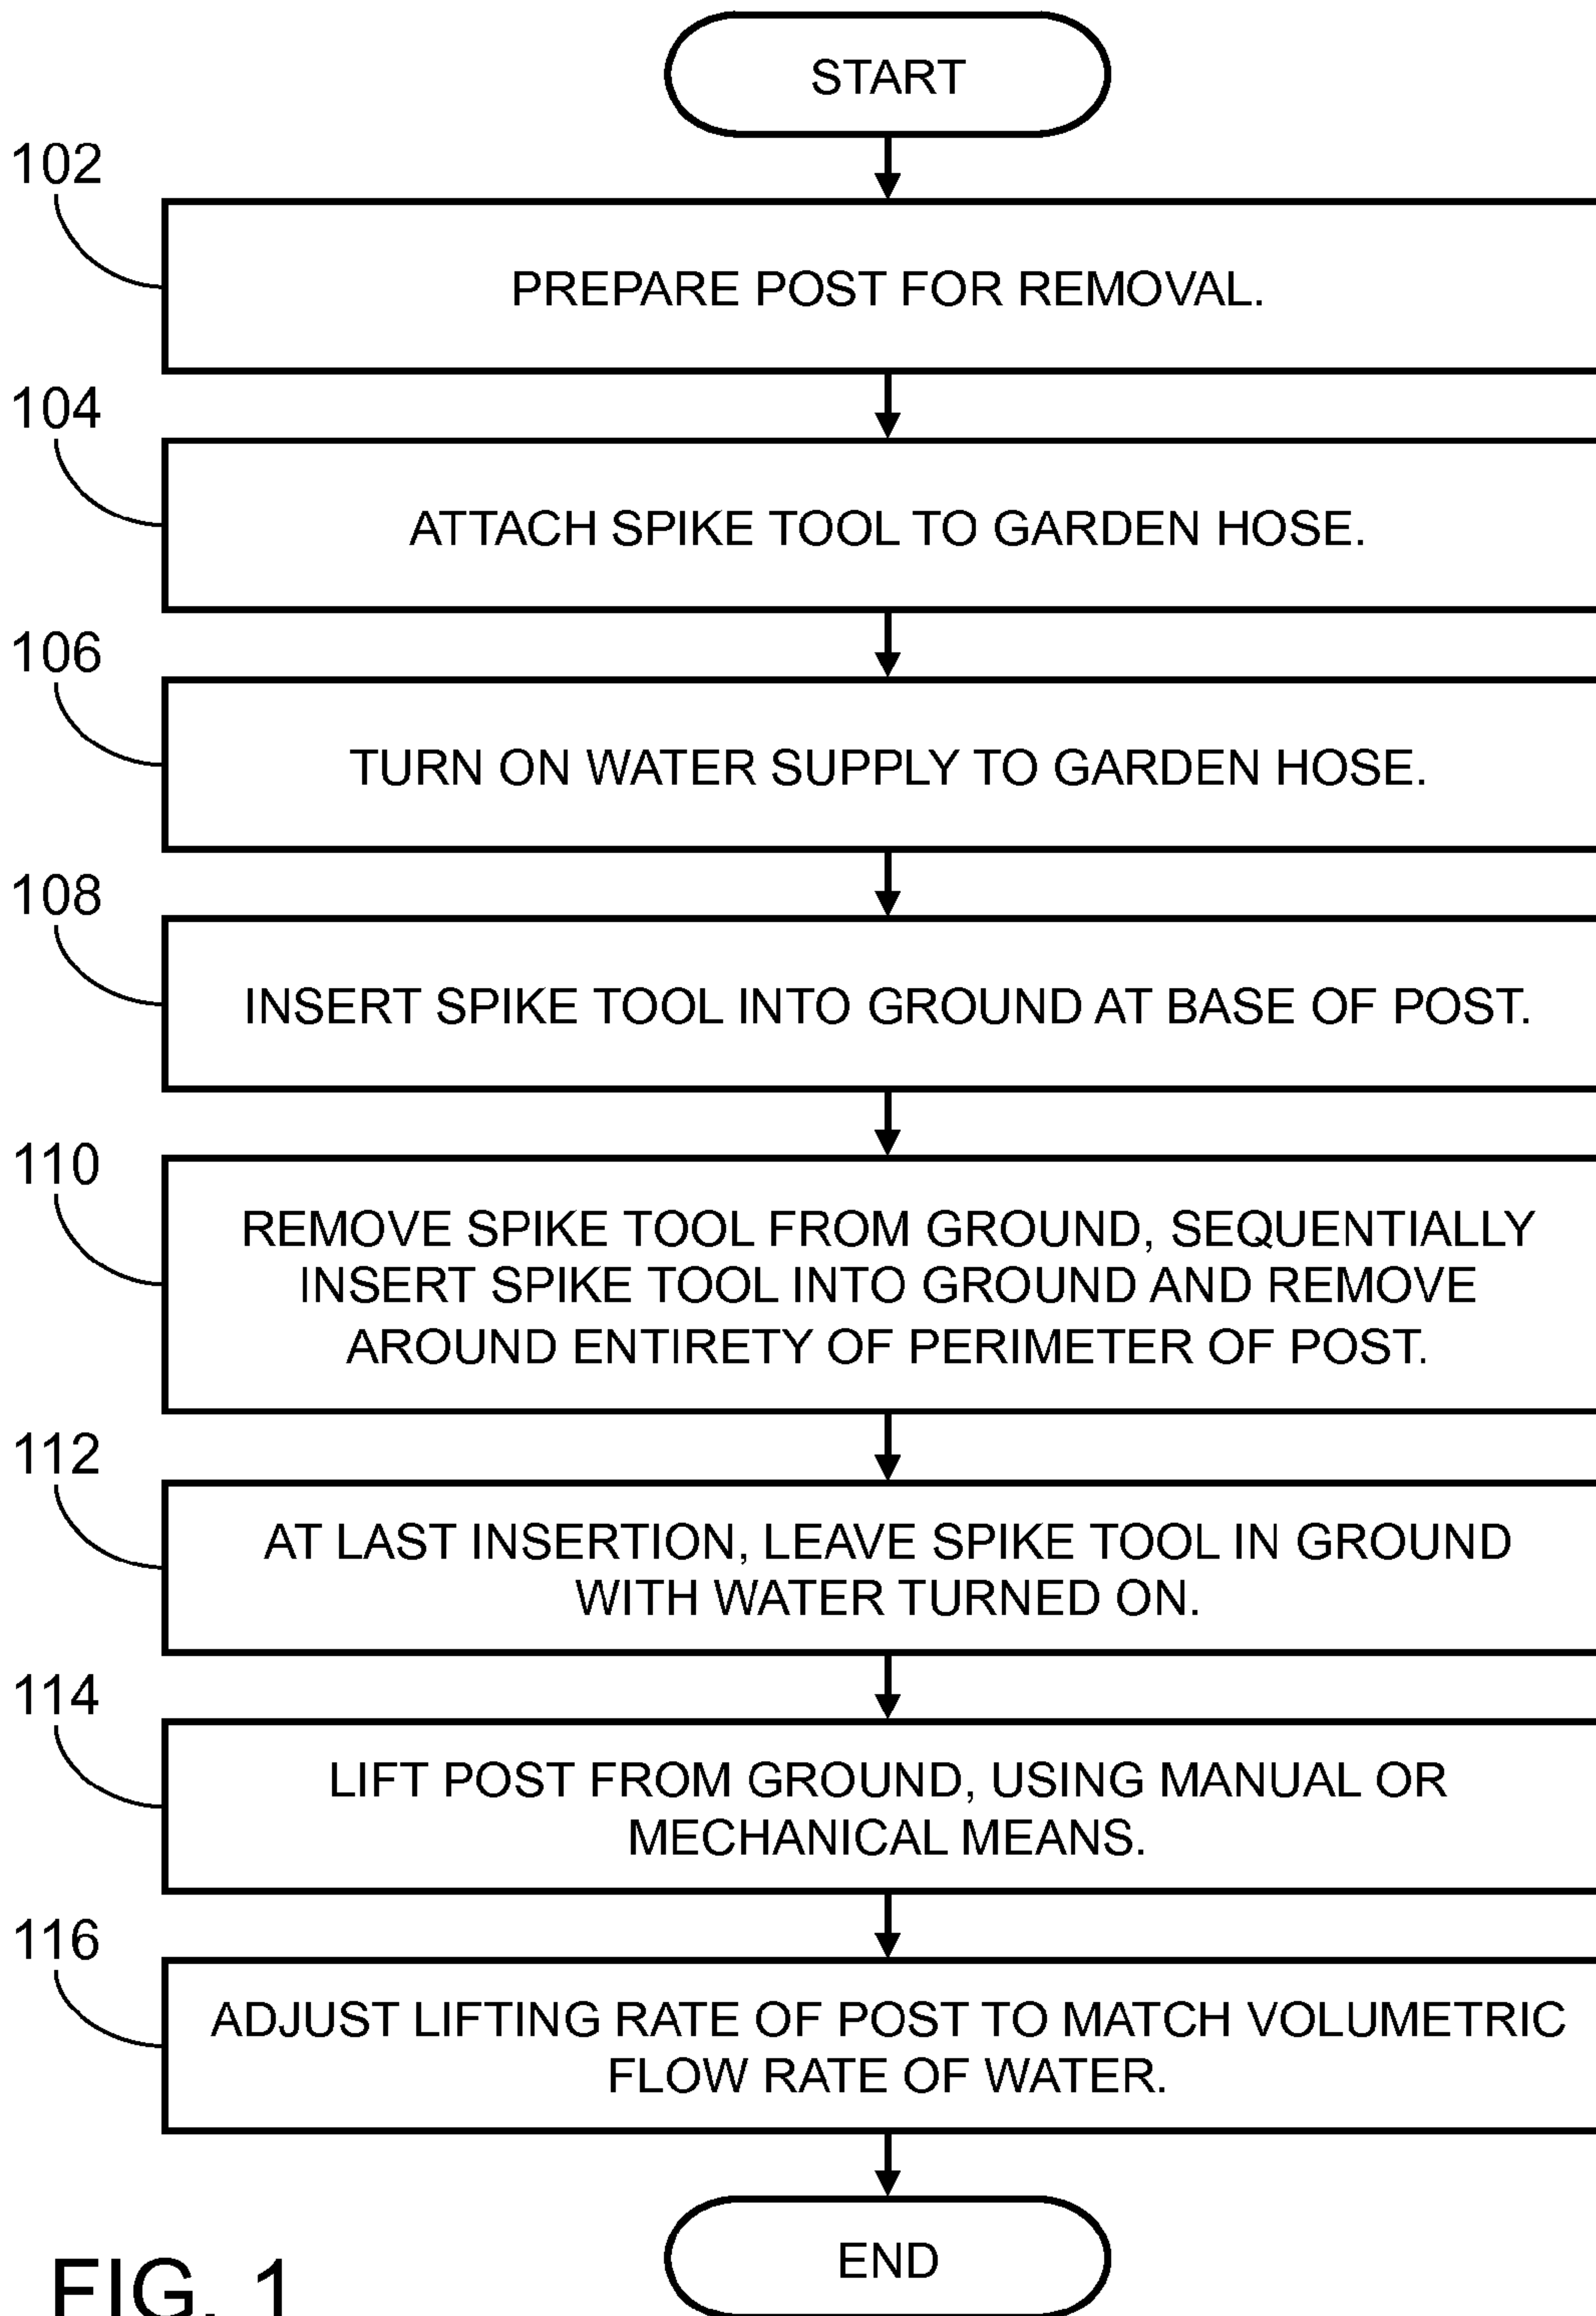 START
102
PREPARE POST FOR REMOVAL.
104
ATTACH SPIKE TOOL TO GARDEN HOSE.
106
TURN ON WATER SUPPLY TO GARDEN HOSE.
108
INSERT SPIKE TOOL INTO GROUND AT BASE OF POST.
110
REMOVE SPIKE TOOL FROM GROUND, SEQUENTIALLY
INSERT SPIKE TOOL INTO GROUND AND REMOVE
AROUND ENTIRETY OF PERIMETER OF POST.
112
AT LAST INSERTION, LEAVE SPIKE TOOL IN GROUND
WITH WATER TURNED ON.
114
LIFT POST FROM GROUND, USING MANUAL OR
MECHANICAL MEANS.
116
ADJUST LIFTING RATE OF POST TO MATCH VOLUMETRIC
FLOW RATE OF WATER.
END
FIG. 1